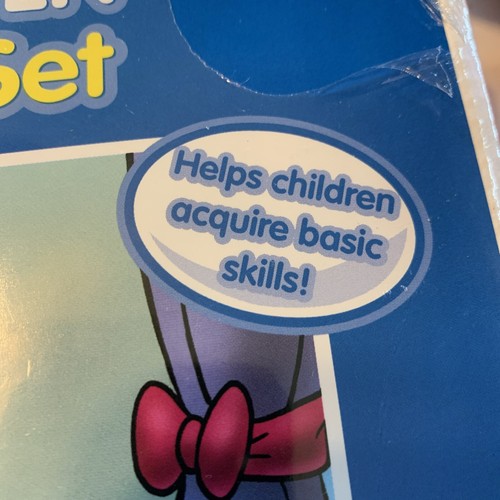 Set
Helps children
acquire basic
skills!